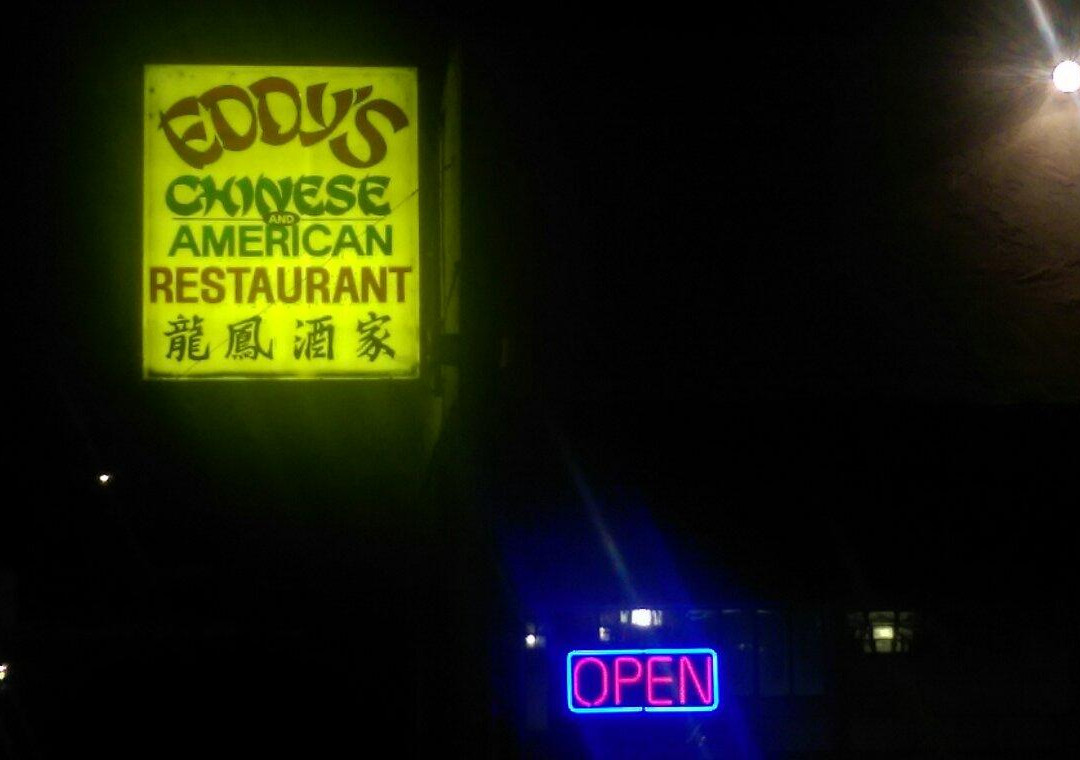 EDDY'S
CHINESE
AND
AMERICAN
RESTAURANT
龍鳳酒家
OPEN